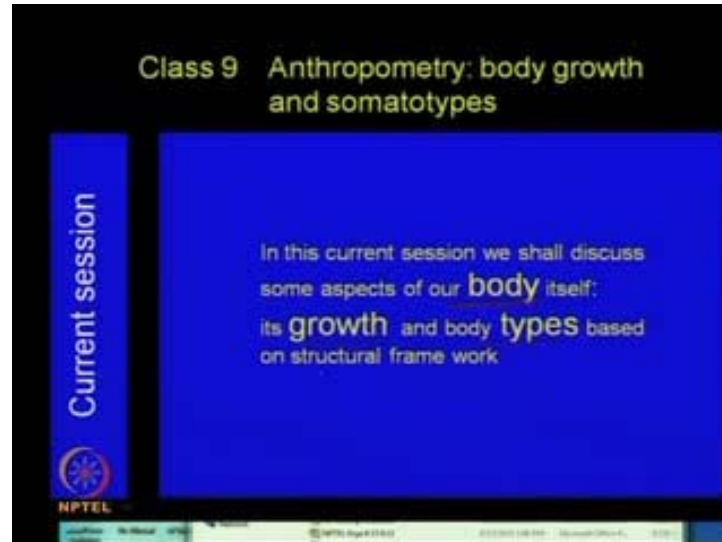 Class 9 Anthropometry: body growth
and somatotypes
Current session
In this current session we shall discuss
some aspects of our body itself:
its growth and body types based
on structural frame work
NPTEL